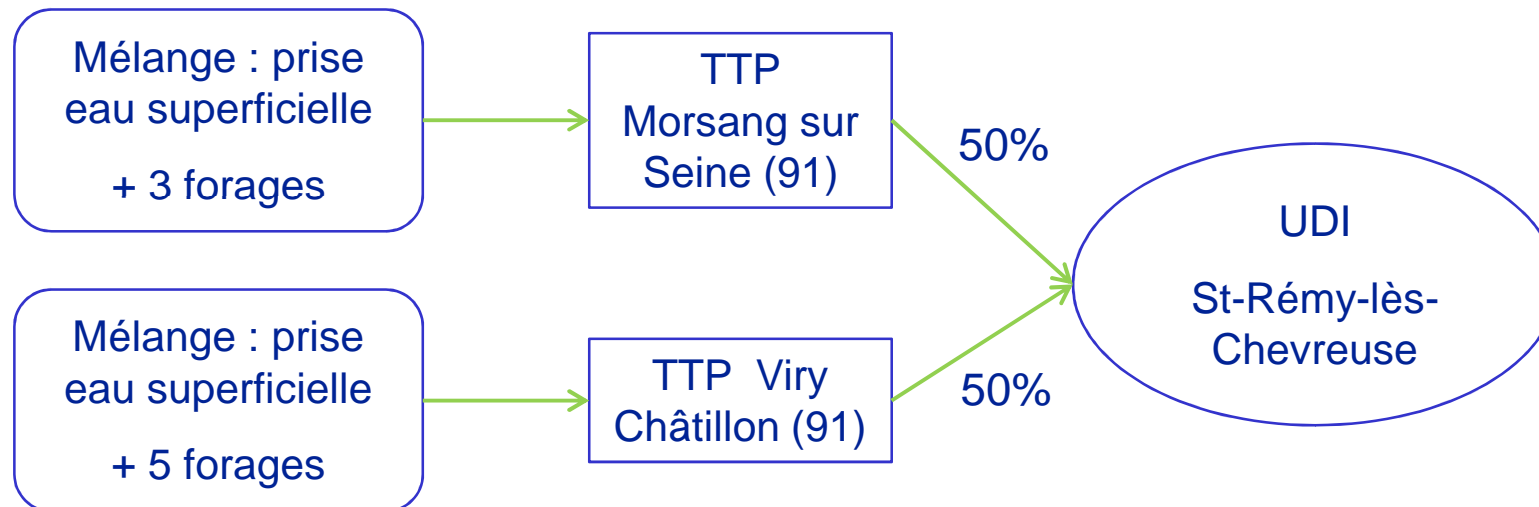 Mélange : prise
eau superficielle
+ 3 forages
TTP
Morsang sur
Seine (91)
50%
UDI
St-Rémy-lès-
Chevreuse
Mélange : prise
eau superficielle
+ 5 forages
TTP Viry
Châtillon (91)
50%